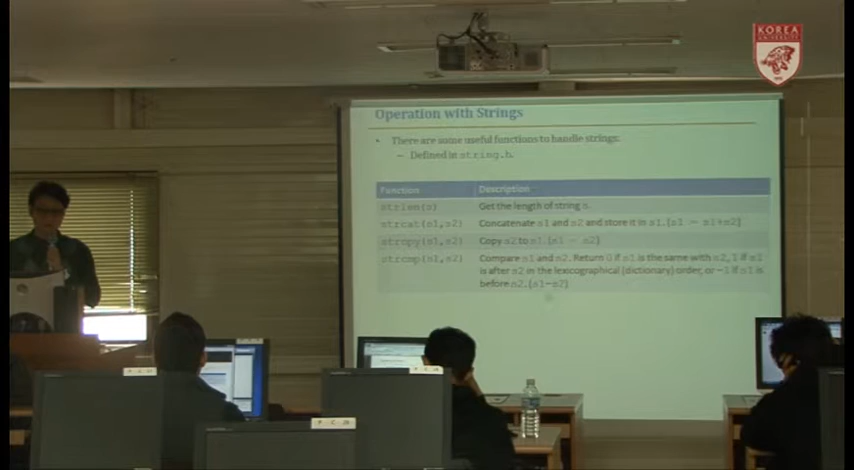 KOREA
UNIVERSITY
Operation with Strings
• There are some useful functions to handle strings.
– Defined in string.h.
Function Description
strlen(s) Get the length of string s.
strcat(s1,s2) Concatenate s1 and s2 and store it in s1.(s1 = s1+s2)
strcpy(s1,s2) Copy s2 to s1.(s1 = s2)
strcmp(s1,s2) Compare s1 and s2. Return 0 if s1 is the same with s2, 1 if s1
is after s2 in the lexicographical (dictionary) order, or -1 if s1 is
before s2.(s1-s2)